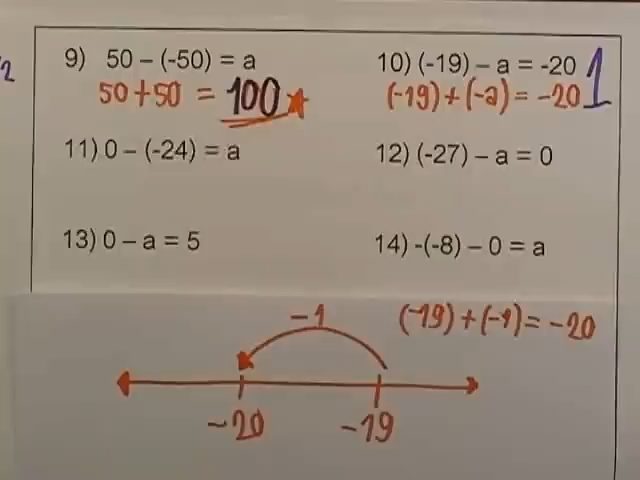 9) 50 – (-50) = a
50+50 = 100
10) (-19) – a = -20 1
(-19)+(-a)= -20
11) 0 – (-24) = a
12) (-27) – a = 0
13) 0 – a = 5
14) -(-8) – 0 = a
-1
(-19)+(-1)= -20
-20
-19